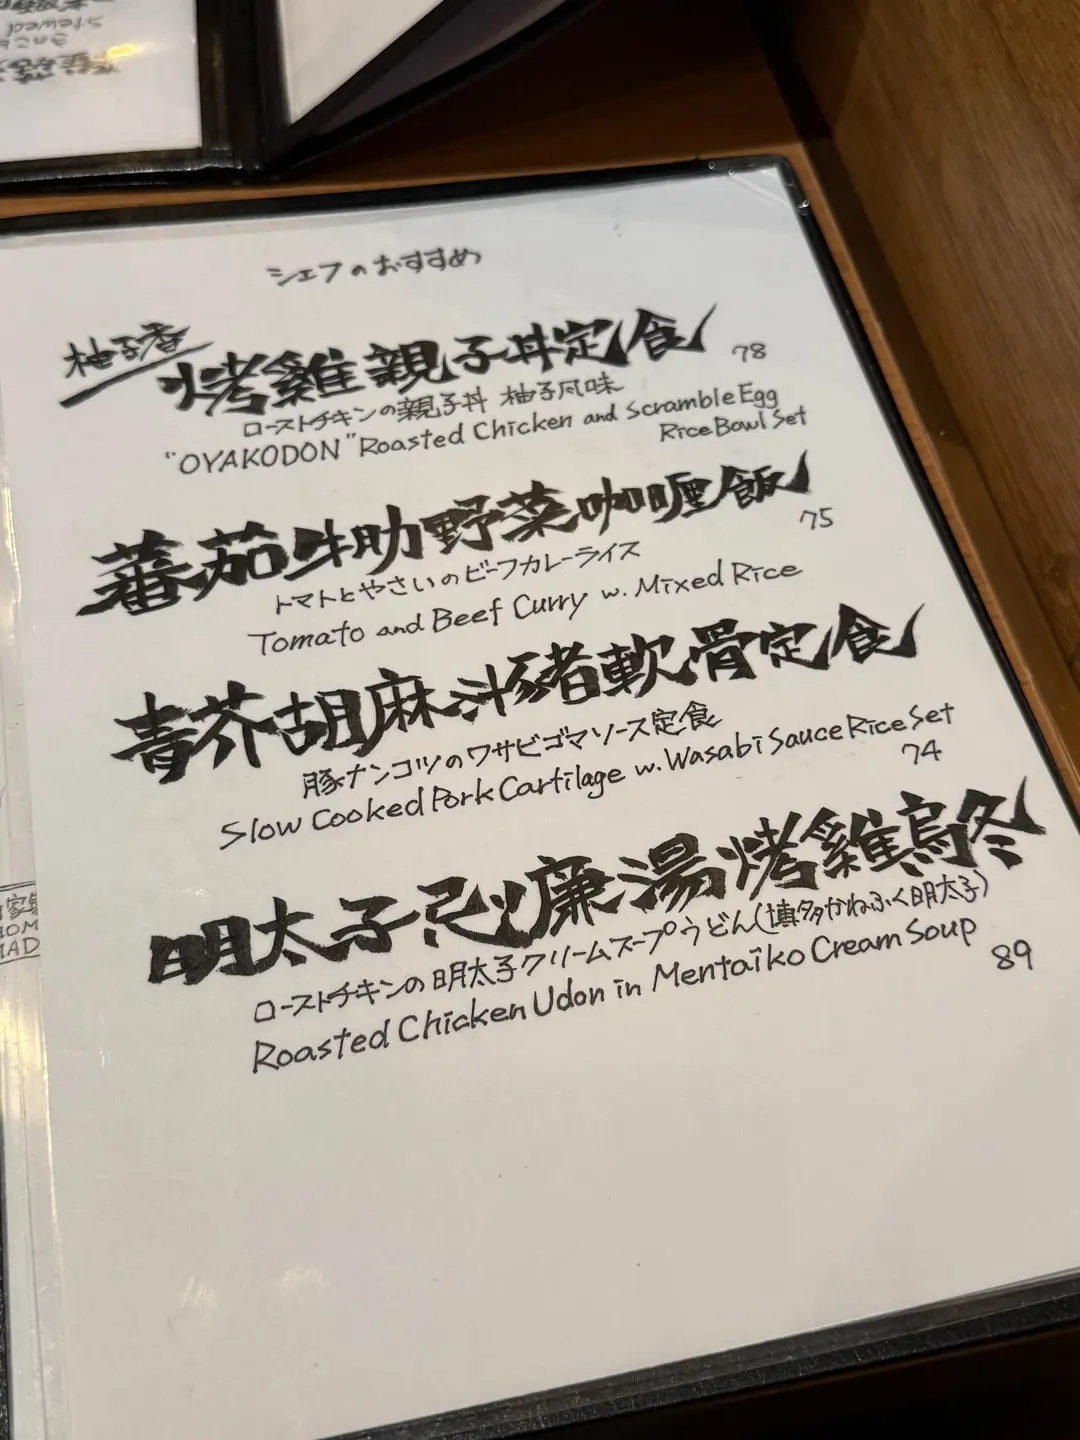 stewed
シェフのおすすめ
柚子香
烤雞親子丼定食 78
ローストチキンの親子丼 柚子風味
"OYAKODON" Roasted Chicken and Scramble Egg
Rice Bowl Set
蕃茄牛肋野菜咖喱飯 75
トマトとやさいのビーフカレーライス
Tomato and Beef Curry w. Mixed Rice
青芥胡麻汁豚軟骨定食
豚ナンコツのワサビゴマソース定食
Slow Cooked Pork Cartilage w. Wasabi Sauce Rice Set
74
明太子忌廉湯烤雞烏冬
ローストチキンの明太子クリームスープうどん(博多かねふく明太子)
Roasted Chicken Udon in Mentaiko Cream Soup
89